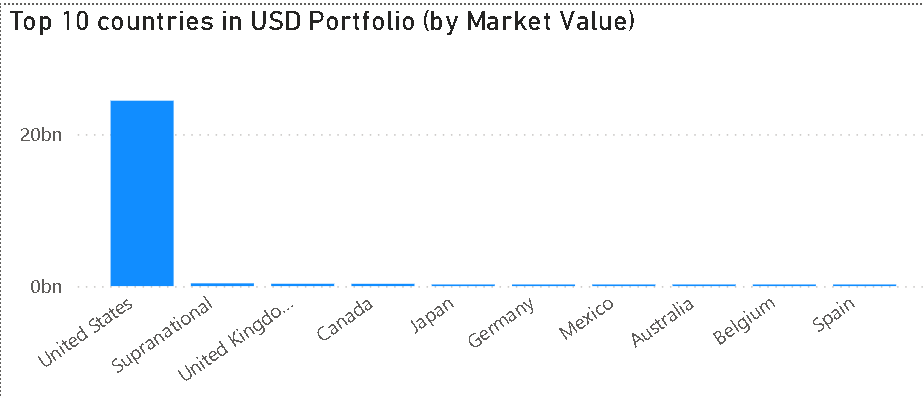 Top 10 countries in USD Portfolio (by Market Value)
20bn
0bn
United States
Supranational
United Kingdo...
Canada
Japan
Germany
Mexico
Australia
Belgium
Spain